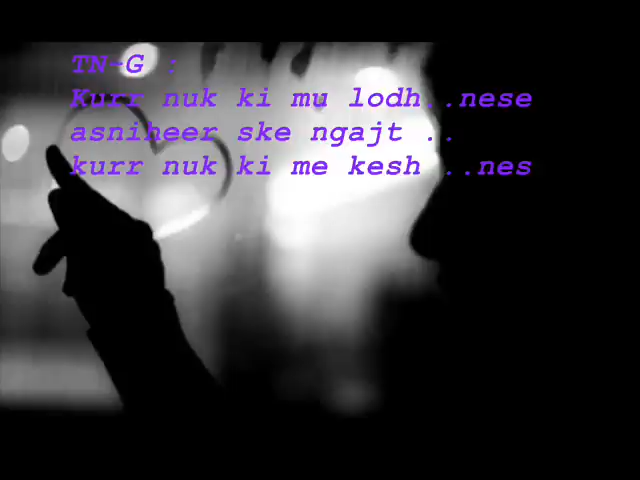 TN-G :
Kurr nuk ki mu lodh..nese
asniheer ske ngajt ..
kurr nuk ki me kesh ..nes